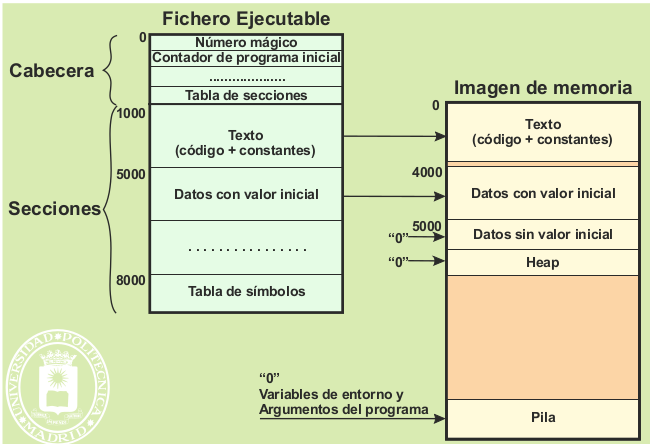 Fichero Ejecutable
0
Número mágico
Contador de programa inicial
....................
Tabla de secciones
Cabecera
1000
Texto
(código + constantes)
5000
Datos con valor inicial
Secciones
. . . . . . . . . . . . . . . .
8000
Tabla de símbolos
Imagen de memoria
0
Texto
(código + constantes)
4000
Datos con valor inicial
5000
“0”
Datos sin valor inicial
“0”
Heap
“0”
Variables de entorno y
Argumentos del programa
Pila
UNIVERSIDAD POLITECNICA
MADRID